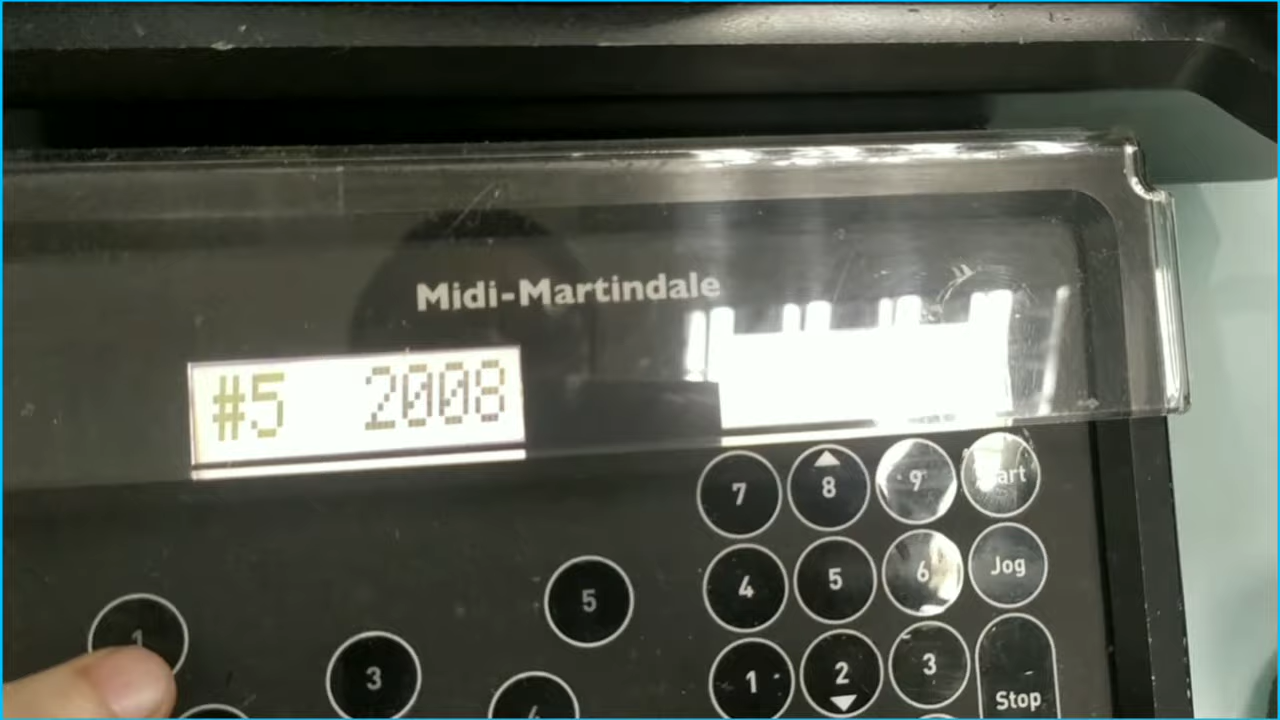 Midi-Martindale
#5 2008
7 8 9 Start
4 5 6 Jog
5
1
3
1 2 3 Stop